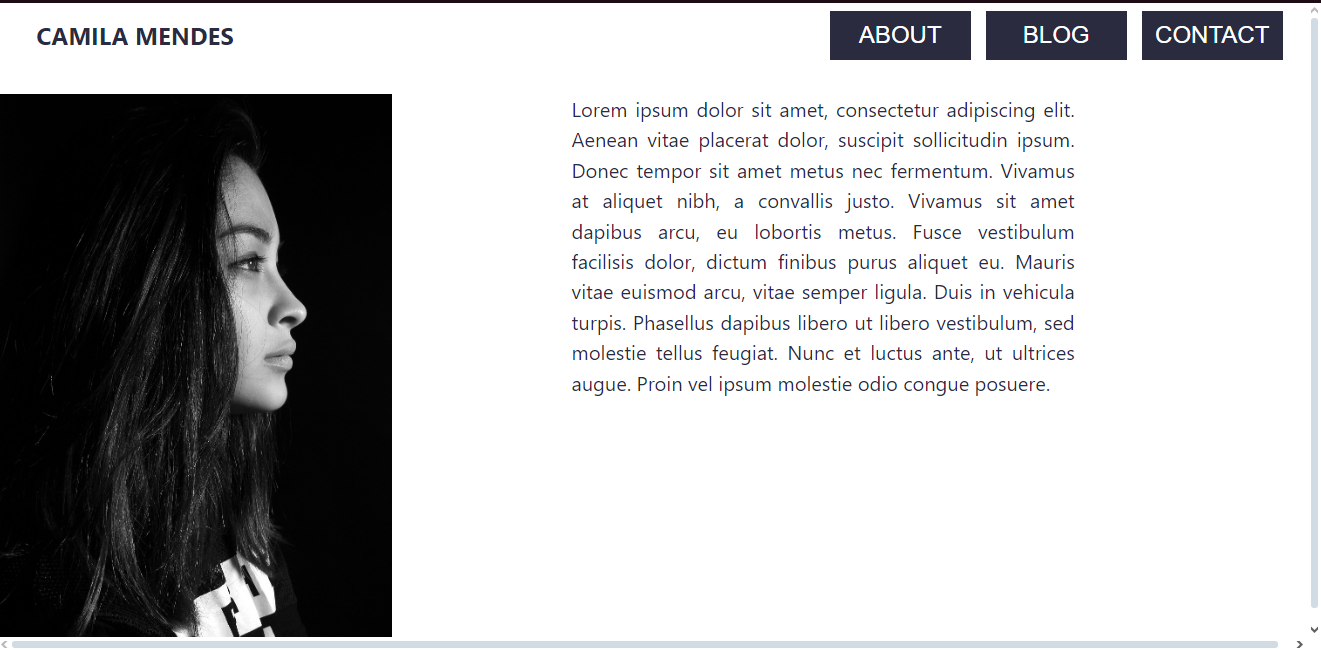 CAMILA MENDES
ABOUT
BLOG
CONTACT
Lorem ipsum dolor sit amet, consectetur adipiscing elit.
Aenean vitae placerat dolor, suscipit sollicitudin ipsum.
Donec tempor sit amet metus nec fermentum. Vivamus
at aliquet nibh, a convallis justo. Vivamus sit amet
dapibus arcu, eu lobortis metus. Fusce vestibulum
facilisis dolor, dictum finibus purus aliquet eu. Mauris
vitae euismod arcu, vitae semper ligula. Duis in vehicula
turpis. Phasellus dapibus libero ut libero vestibulum, sed
molestie tellus feugiat. Nunc et luctus ante, ut ultrices
augue. Proin vel ipsum molestie odio congue posuere.